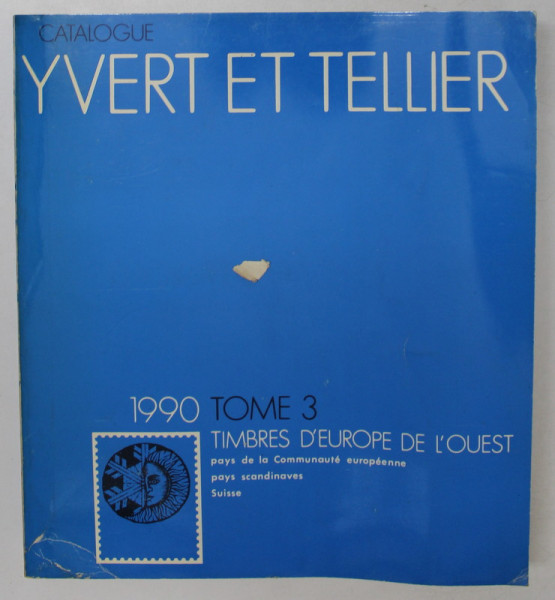 CATALOGUE
YVERT ET TELLIER
1990 TOME 3
TIMBRES D'EUROPE DE L'OUEST
pays de la Communauté européenne
pays scandinaves
Suisse